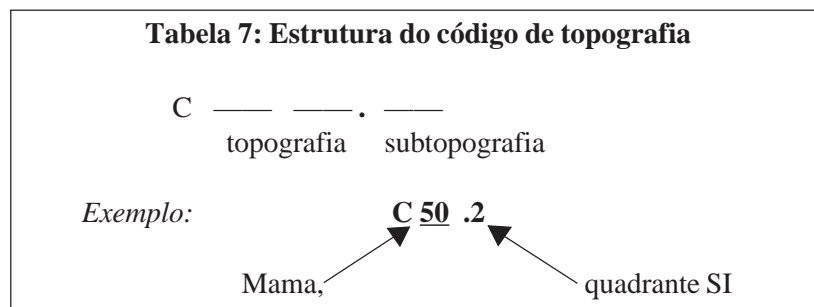 Tabela 7: Estrutura do código de topografia
C —— —— . ——
topografia subtopografia
Exemplo: C 50 .2
Mama, quadrante SI